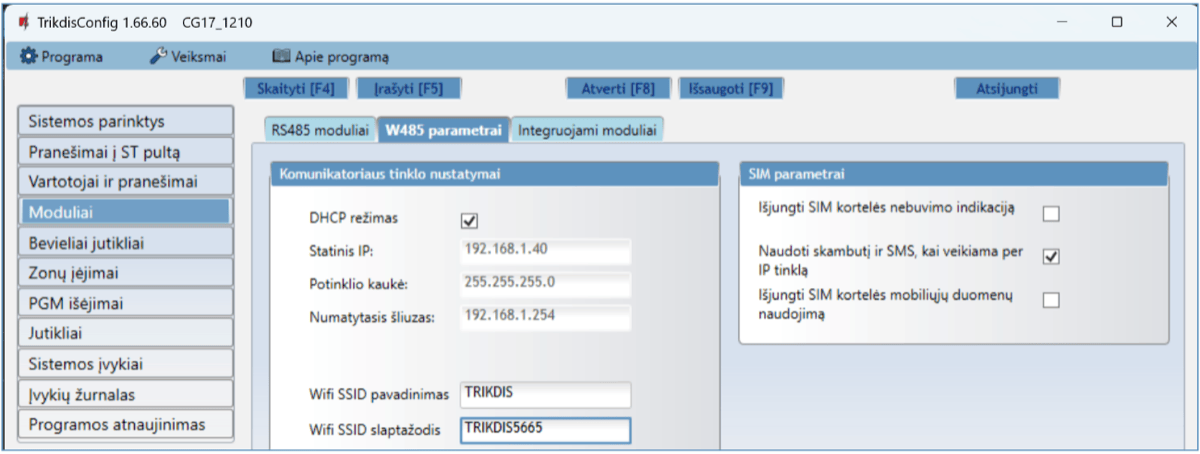 TrikdisConfig 1.66.60 CG17_1210
Programa Veiksmai Apie programą
Skaityti [F4] Įrašyti [F5] Atverti [F8] Išsaugoti [F9] Atsijungti
Sistemos parinktys
Pranešimai į ST pultą
Vartotojai ir pranešimai
Moduliai
Bevieliai jutikliai
Zonų įėjimai
PGM išėjimai
Jutikliai
Sistemos įvykiai
Įvykių žurnalas
Programos atnaujinimas
RS485 moduliai W485 parametrai Integruojami moduliai
Komunikatoriaus tinklo nustatymai
DHCP režimas
Statinis IP: 192.168.1.40
Potinklio kaukė: 255.255.255.0
Numatytasis šliuzas: 192.168.1.254
Wifi SSID pavadinimas TRIKDIS
Wifi SSID slaptažodis TRIKDIS5665
SIM parametrai
Išjungti SIM kortelės nebuvimo indikaciją
Naudoti skambutį ir SMS, kai veikiama per
IP tinklą
Išjungti SIM kortelės mobiliųjų duomenų
naudojimą